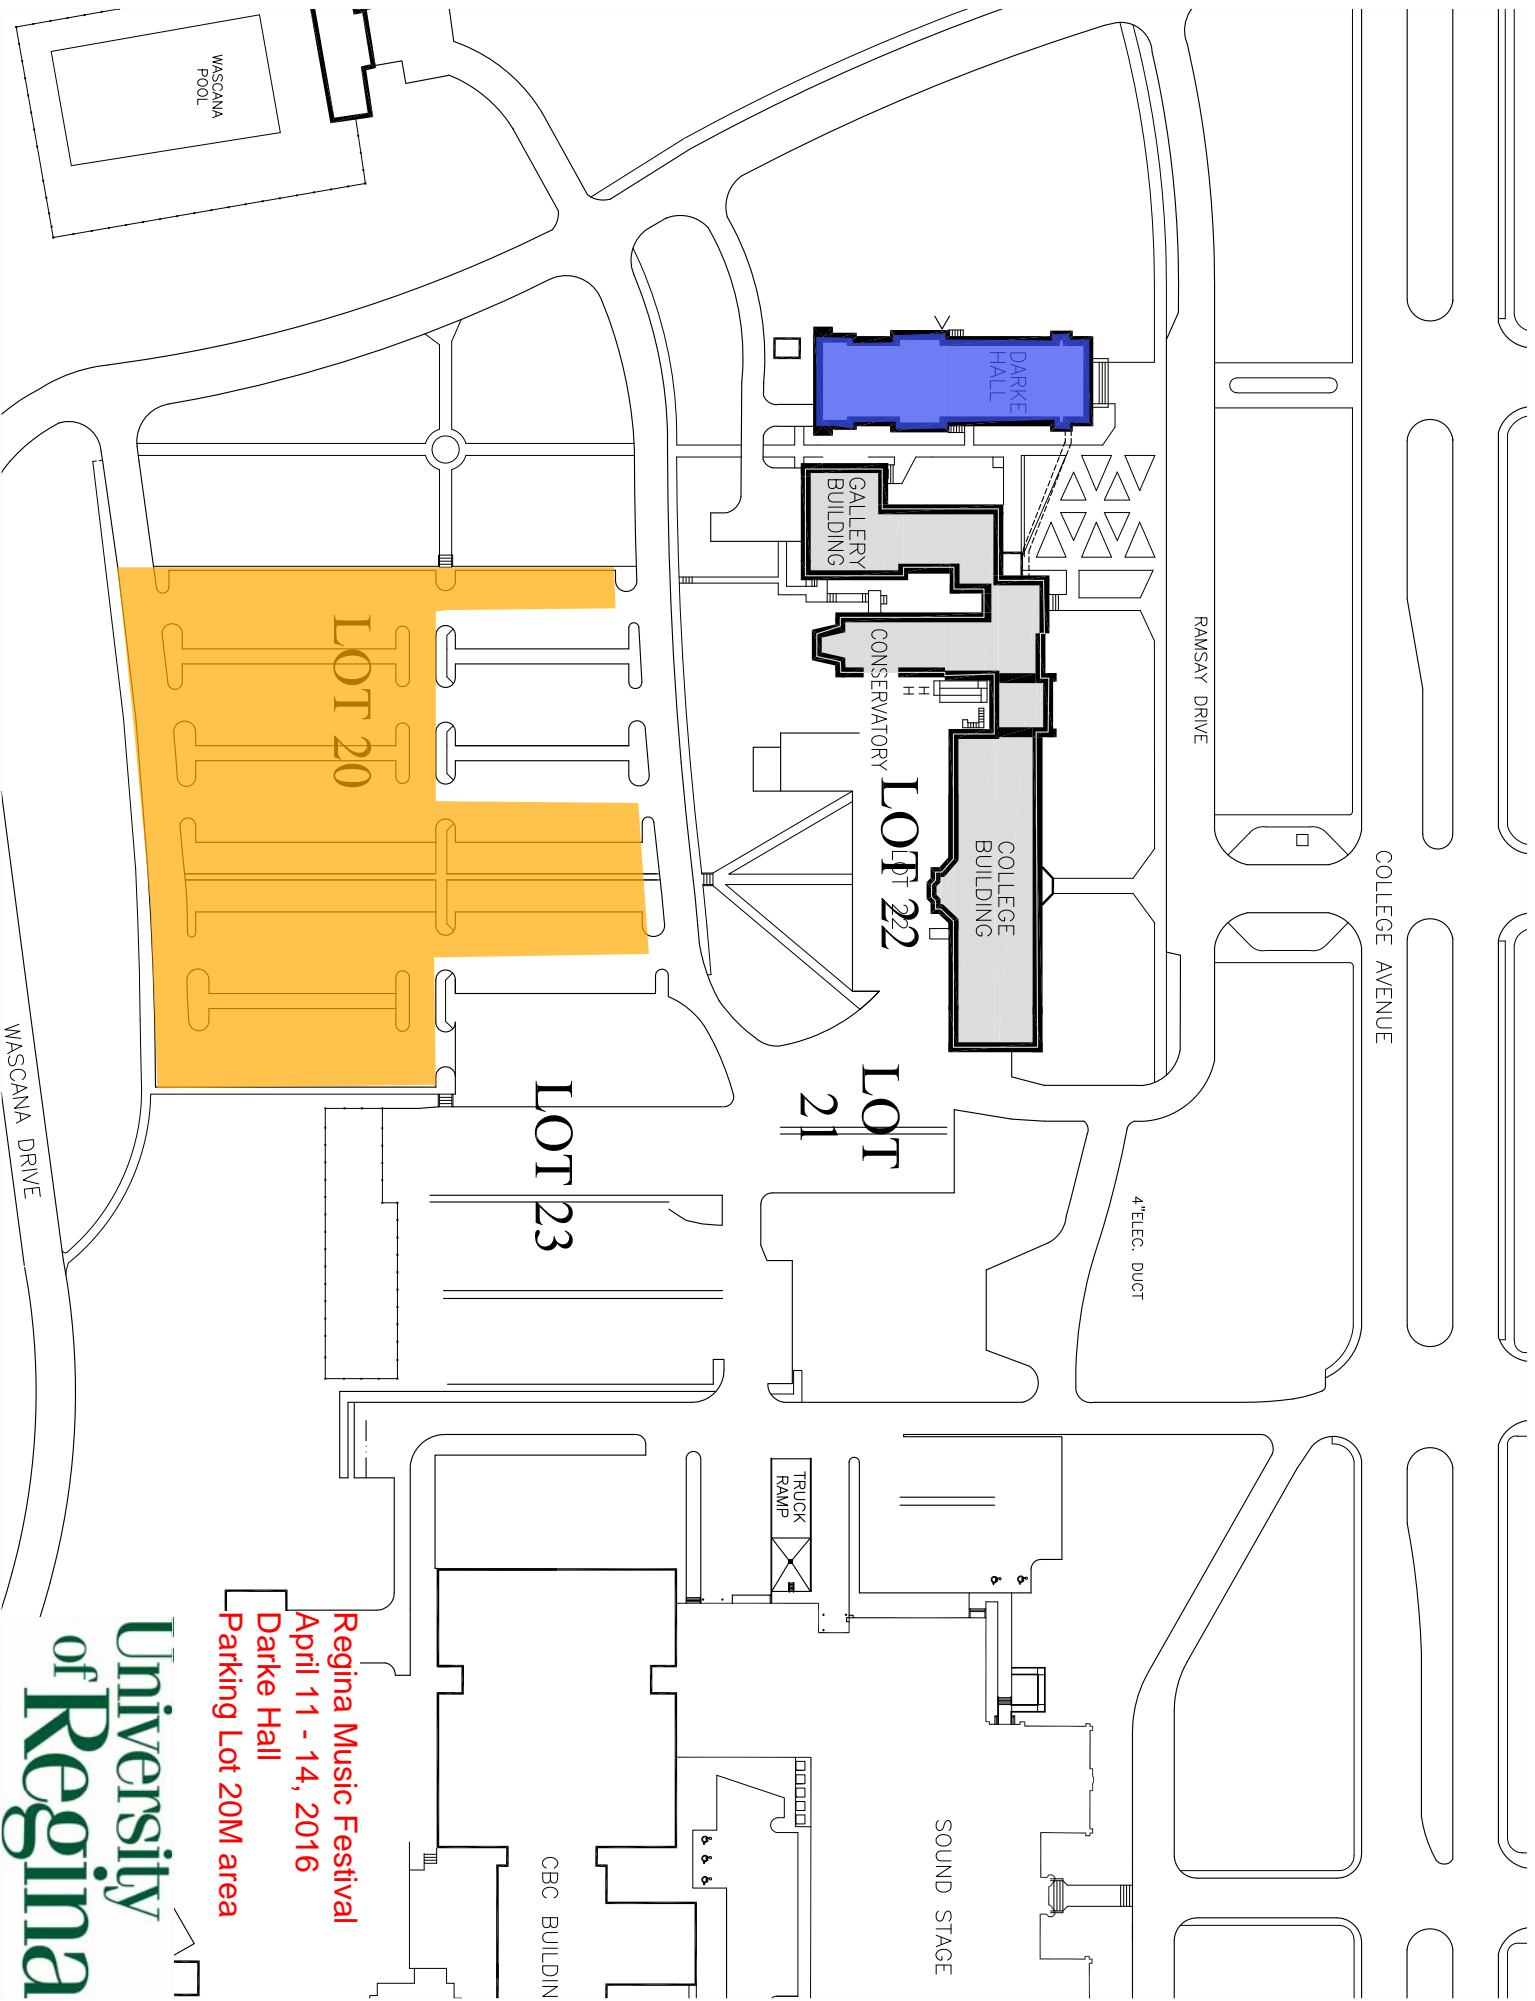 COLLEGE AVENUE
RAMSAY DRIVE
4"ELEC. DUCT
DARKE
HALL
GALLERY
BUILDING
CONSERVATORY
H
H
COLLEGE
BUILDING
LOT 22
LOT 22
LOT
21
LOT 23
LOT 20
WASCANA
POOL
WASCANA DRIVE
TRUCK
RAMP
SOUND STAGE
CBC BUILDIN
Regina Music Festival
April 11 - 14, 2016
Darke Hall
Parking Lot 20M area
University
of Regina